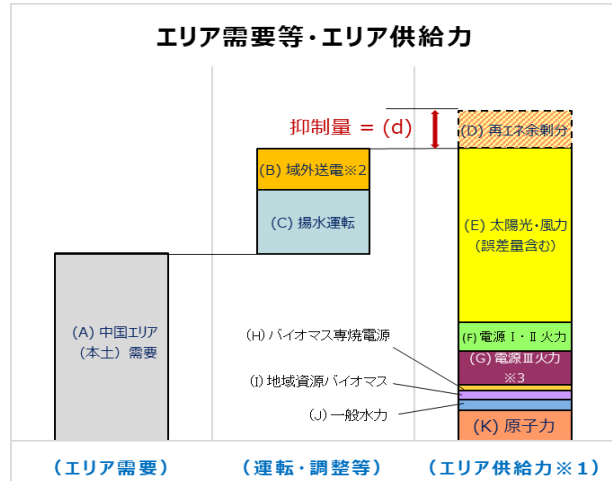 エリア需要等・エリア供給力
抑制量 = (d)
(D) 再エネ余剰分
(B) 域外送電※2
(C) 揚水運転
(E) 太陽光・風力
(誤差量含む)
(A) 中国エリア
(本土) 需要
(H) バイオマス専焼電源
(F) 電源Ⅰ・Ⅱ火力
(G) 電源Ⅲ火力
※3
(I) 地域資源バイオマス
(J) 一般水力
(K) 原子力
(エリア需要)
(運転・調整等)
(エリア供給力※1)